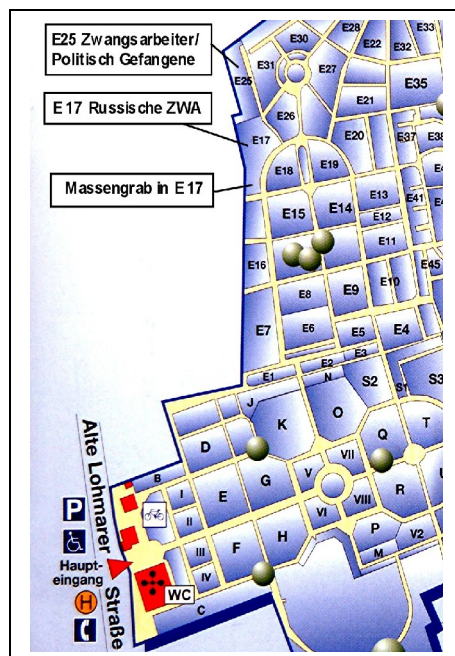 E25 Zwangsarbeiter/
Politisch Gefangene
E17 Russische ZWA
Massengrab in E17
E28
E33
E30
E22
E32
E31
E27
E25
E35
E21
E26
E17
E20
E37
E38
E18
E19
E13
E15
E14
E12
E41
E11
E16
E45
E8
E9
E10
E7
E6
E5
E4
E3
E2
E1
N
S2
S1
S3
J
K
O
D
Q
T
VII
B
G
V
I
E
R
U
VIII
VI
II
P
V2
H
F
III
M
IV
C
WC
Alte Lohmarer
Straße
P
Haupt-
eingang
H